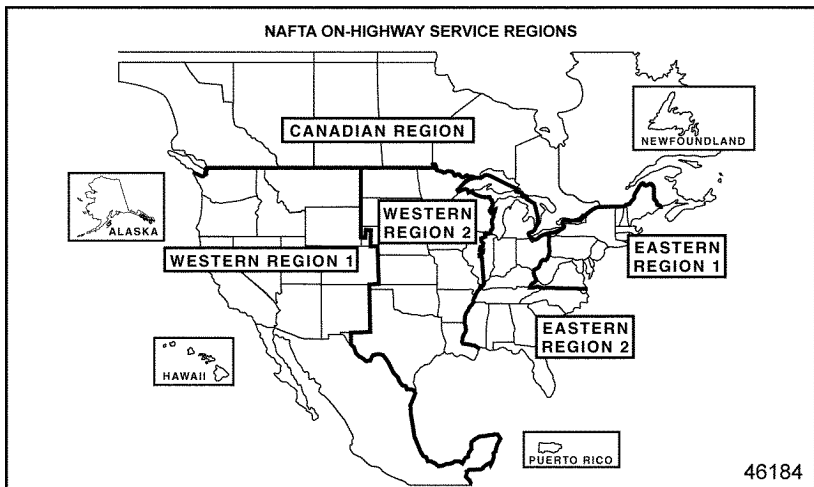 NAFTA ON-HIGHWAY SERVICE REGIONS
CANADIAN REGION
NEWFOUNDLAND
ALASKA
WESTERN
REGION 2
WESTERN REGION 1
EASTERN
REGION 1
EASTERN
REGION 2
HAWAII
PUERTO RICO
46184